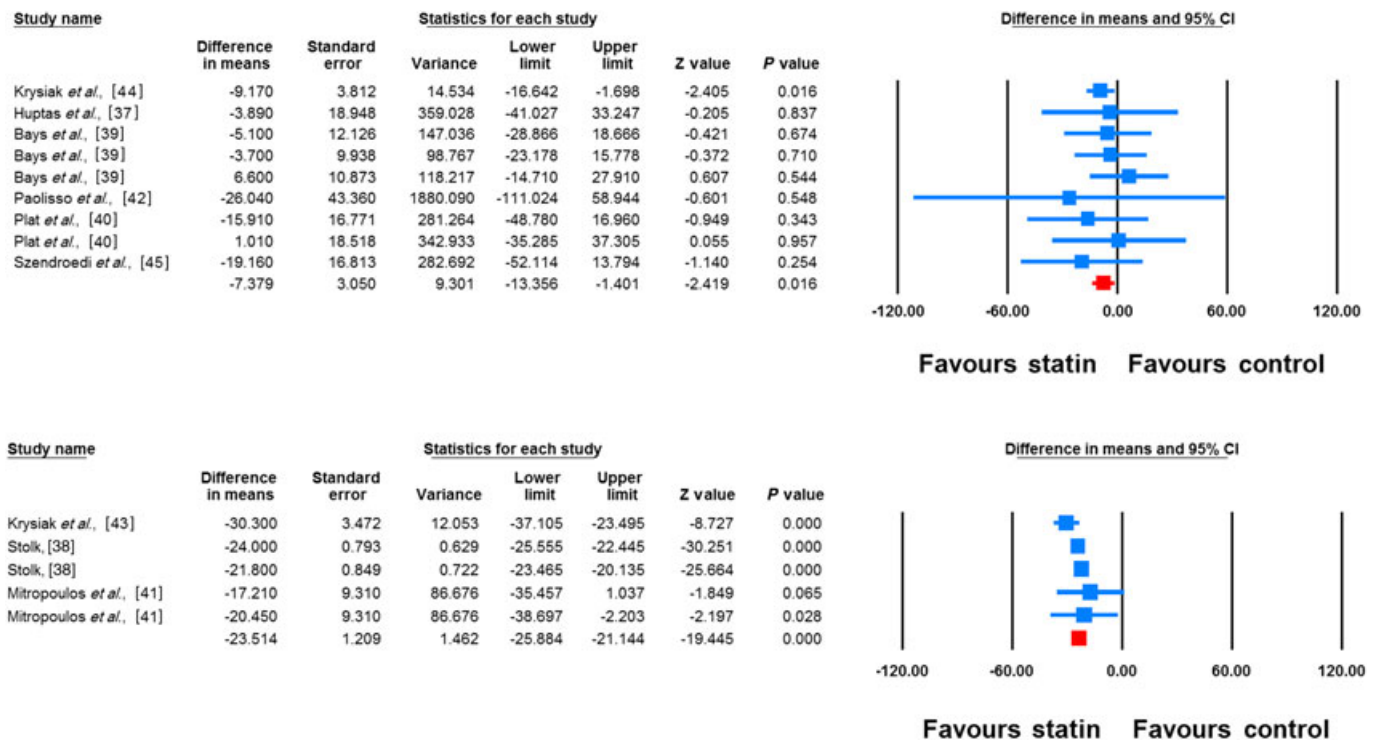 Study name Statistics for each study Difference in means and 95% CI
Difference in means Standard error Variance Lower limit Upper limit Z value P value
Krysiak et al., [44] -9.170 3.812 14.534 -16.642 -1.698 -2.405 0.016
Huptas et al., [37] -3.890 18.948 359.028 -41.027 33.247 -0.205 0.837
Bays et al., [39] -5.100 12.126 147.036 -28.866 18.666 -0.421 0.674
Bays et al., [39] -3.700 9.938 98.767 -23.178 15.778 -0.372 0.710
Bays et al., [39] 6.600 10.873 118.217 -14.710 27.910 0.607 0.544
Paolisso et al., [42] -26.040 43.360 1880.090 -111.024 58.944 -0.601 0.548
Plat et al., [40] -15.910 16.771 281.264 -48.780 16.960 -0.949 0.343
Plat et al., [40] 1.010 18.518 342.933 -35.285 37.305 0.055 0.957
Szendroedi et al., [45] -19.160 16.813 282.692 -52.114 13.794 -1.140 0.254
-7.379 3.050 9.301 -13.356 -1.401 -2.419 0.016
-120.00 -60.00 0.00 60.00 120.00
Favours statin Favours control
Study name Statistics for each study Difference in means and 95% CI
Difference in means Standard error Variance Lower limit Upper limit Z value P value
Krysiak et al., [43] -30.300 3.472 12.053 -37.105 -23.495 -8.727 0.000
Stolk, [38] -24.000 0.793 0.629 -25.555 -22.445 -30.251 0.000
Stolk, [38] -21.800 0.849 0.722 -23.465 -20.135 -25.664 0.000
Mitropoulos et al., [41] -17.210 9.310 86.676 -35.457 1.037 -1.849 0.065
Mitropoulos et al., [41] -20.450 9.310 86.676 -38.697 -2.203 -2.197 0.028
-23.514 1.209 1.462 -25.884 -21.144 -19.445 0.000
-120.00 -60.00 0.00 60.00 120.00
Favours statin Favours control